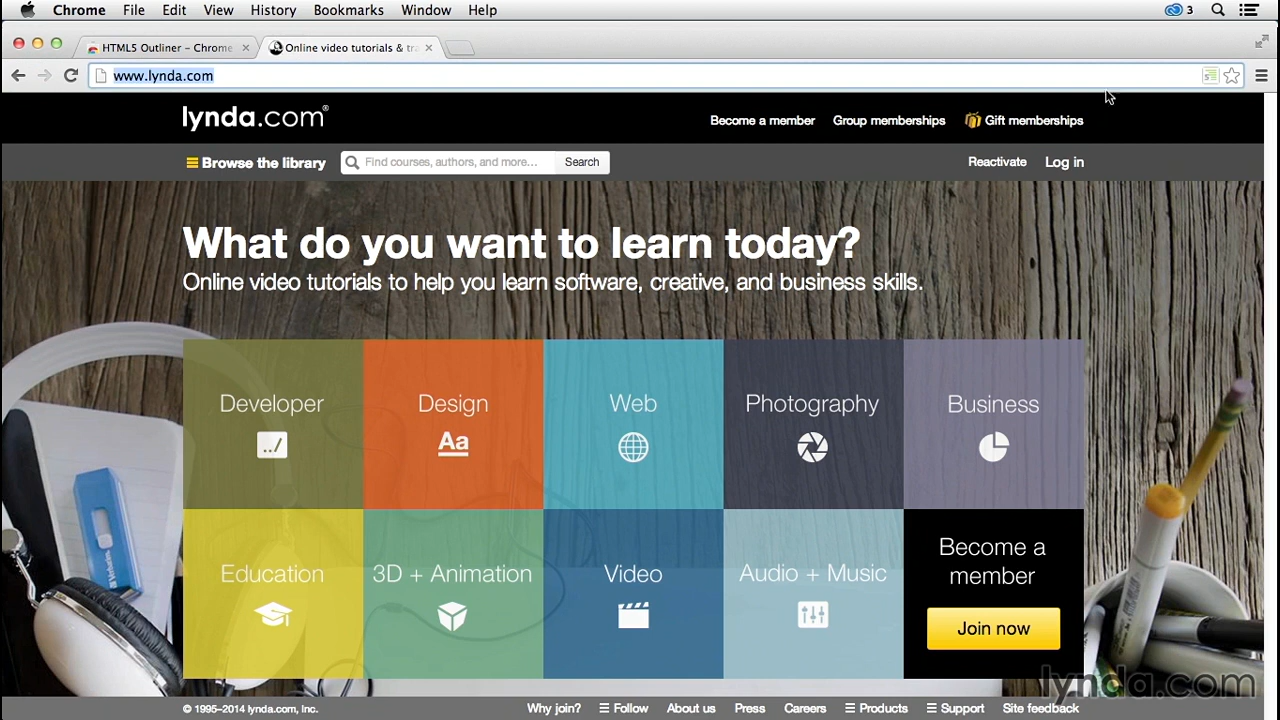 Chrome File Edit View History Bookmarks Window Help 3
HTML5 Outliner – Chrome Online video tutorials & tra
www.lynda.com
lynda.com®
Become a member Group memberships Gift memberships
Browse the library Find courses, authors, and more... Search Reactivate Log in
What do you want to learn today?
Online video tutorials to help you learn software, creative, and business skills.
Developer Design Web Photography Business
../ Aa
Education 3D + Animation Video Audio + Music Become a
member
Join now
Verbatim
lynda.com
© 1995–2014 lynda.com, Inc. Why join? Follow About us Press Careers Products Support Site feedback